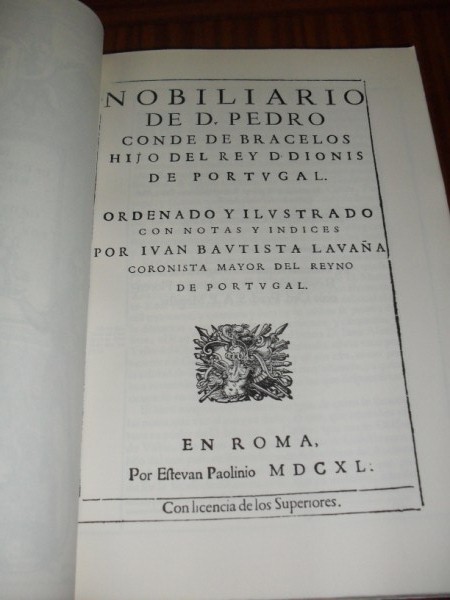 NOBILIARIO
DE D. PEDRO
CONDE DE BRACELOS
HIJO DEL REY D. DIONIS
DE PORTVGAL.
ORDENADO Y ILVSTRADO
CON NOTAS Y INDICES
POR IVAN BAVTISTA LAVAÑA
CORONISTA MAYOR DEL REYNO
DE PORTVGAL.
EN ROMA,
Por Eſtevan Paolinio MDCXL.
Con licencia de los Superiores.